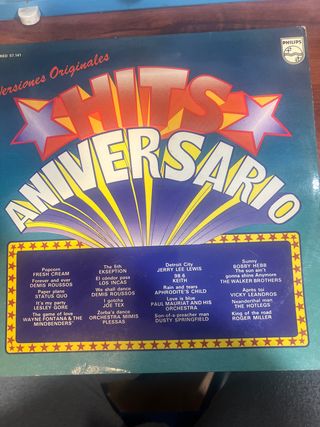 PHILIPS
Versiones Originales
HITS
ANIVERSARIO
Popcorn
FRESH CREAM
Forever and ever
DEMIS ROUSSOS
Paper plane
STATUS QUO
It's my party
LESLEY GORE
The game of love
WAYNE FONTANA & THE
MINDBENDERS
The 5th
EKSEPTION
El cóndor pasa
LOS INCAS
We shall dance
DEMIS ROUSSOS
I gotcha
JOE TEX
Zorba's dance
ORCHESTRA MIMIS
PLESSAS
Detroit City
JERRY LEE LEWIS
98.6
KEITH
Rain and tears
APHRODITE'S CHILD
Love is blue
PAUL MAURIAT AND HIS
ORCHESTRA
Son-of-a preacher man
DUSTY SPRINGFIELD
Sunny
BOBBY HEBB
The sun ain't
gonna shine Anymore
THE WALKER BROTHERS
Après toi
VICKY LEANDROS
Neanderthal man
THE HOTLEGS
King of the road
ROGER MILLER